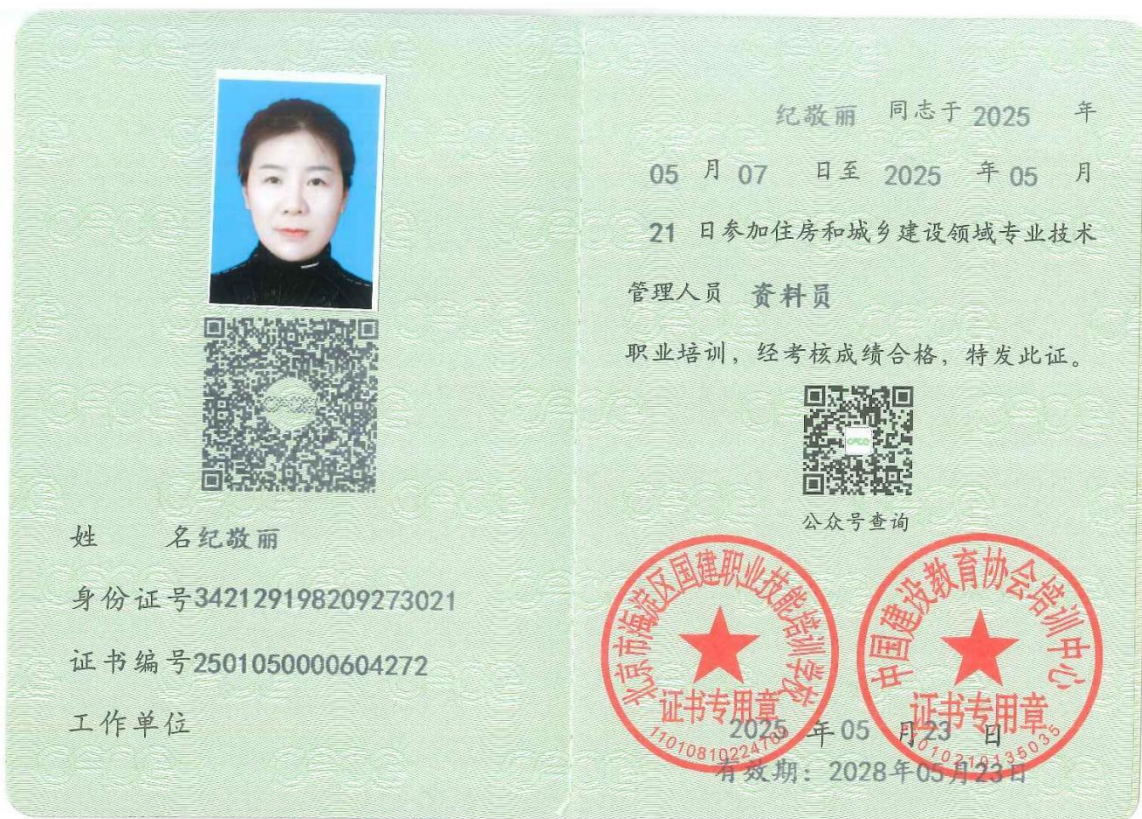 姓 名纪敬丽
身份证号342129198209273021
证书编号2501050000604272
工作单位
纪敬丽 同志于 2025 年
05 月 07 日至 2025 年 05 月
21 日参加住房和城乡建设领域专业技术
管理人员 资料员
职业培训，经考核成绩合格，特发此证。
公众号查询
北京市海淀区国建职业技能培训学校
证书专用章
中国建设教育协会培训中心
证书专用章
11010210135035
2025 年 05 月 23 日
有效期：2028年05月23日